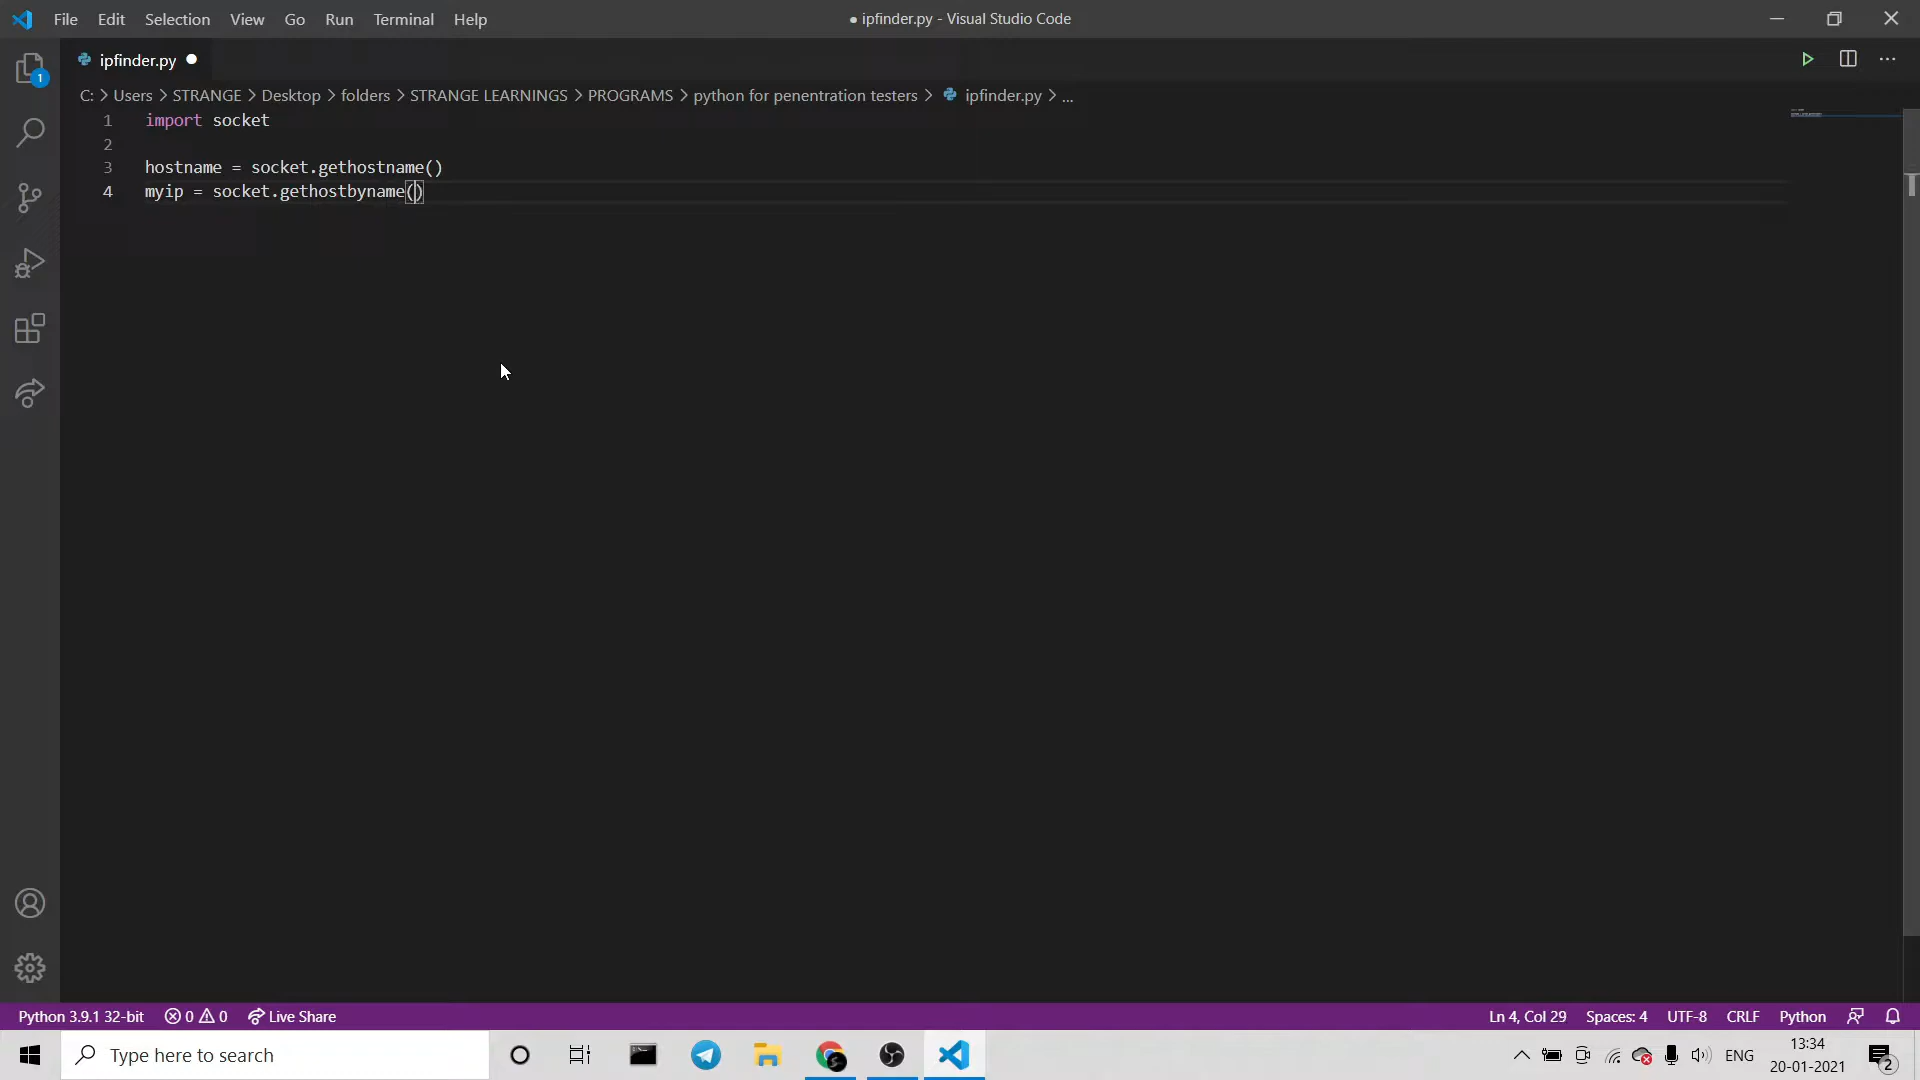 File Edit Selection View Go Run Terminal Help
● ipfinder.py - Visual Studio Code
ipfinder.py ●
C: > Users > STRANGE > Desktop > folders > STRANGE LEARNINGS > PROGRAMS > python for penentration testers > ipfinder.py > ...
1 import socket
2
3 hostname = socket.gethostname()
4 myip = socket.gethostbyname()
1
Python 3.9.1 32-bit 0 0 Live Share
Ln 4, Col 29 Spaces: 4 UTF-8 CRLF Python
Type here to search
ENG
13:34
20-01-2021
2